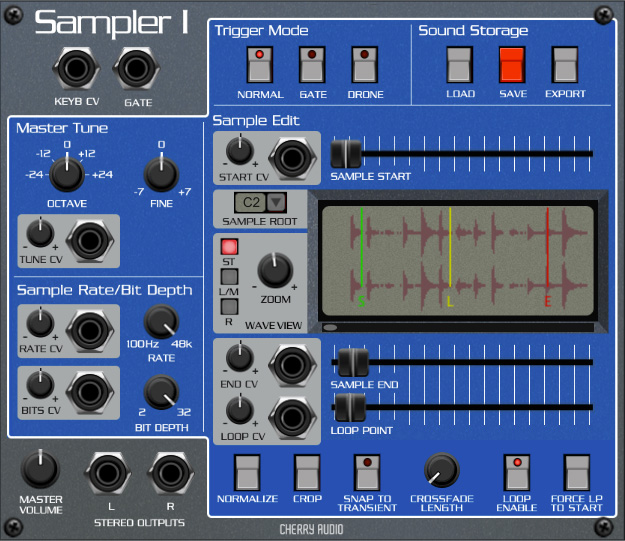 Sampler I
KEYB CV
GATE
Trigger Mode
NORMAL
GATE
DRONE
Sound Storage
LOAD
SAVE
EXPORT
Master Tune
0
-12
+12
-24
+24
OCTAVE
0
-7
+7
FINE
-
+
TUNE CV
Sample Rate/Bit Depth
-
+
RATE CV
100Hz
48k
RATE
-
+
BITS CV
2
32
BIT DEPTH
Sample Edit
-
+
START CV
SAMPLE START
C2
SAMPLE ROOT
ST
L/M
R
-
+
ZOOM
WAVE VIEW
S
L
E
-
+
END CV
SAMPLE END
-
+
LOOP CV
LOOP POINT
MASTER
VOLUME
L
R
STEREO OUTPUTS
NORMALIZE
CROP
SNAP TO
TRANSIENT
CROSSFADE
LENGTH
LOOP
ENABLE
FORCE LP
TO START
CHERRY AUDIO